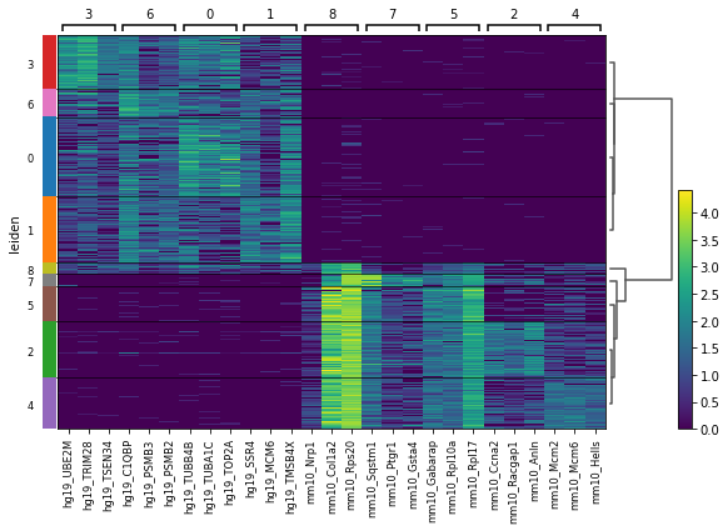 3 6 0 1 8 7 5 2 4
3
6
0
1
8
7
5
2
4
leiden
4.0
3.5
3.0
2.5
2.0
1.5
1.0
0.5
0.0
hg19_UBE2M
hg19_TRIM28
hg19_TSEN34
hg19_C1QBP
hg19_PSMB3
hg19_PSMB2
hg19_TUBB4B
hg19_TUBA1C
hg19_TOP2A
hg19_SSR4
hg19_MCM6
hg19_TMSB4X
mm10_Nrp1
mm10_Col1a2
mm10_Rps20
mm10_Sqstm1
mm10_Ptgr1
mm10_Gsta4
mm10_Gabarap
mm10_Rpl10a
mm10_Rpl17
mm10_Ccna2
mm10_Racgap1
mm10_Anln
mm10_Mcm2
mm10_Mcm6
mm10_Hells